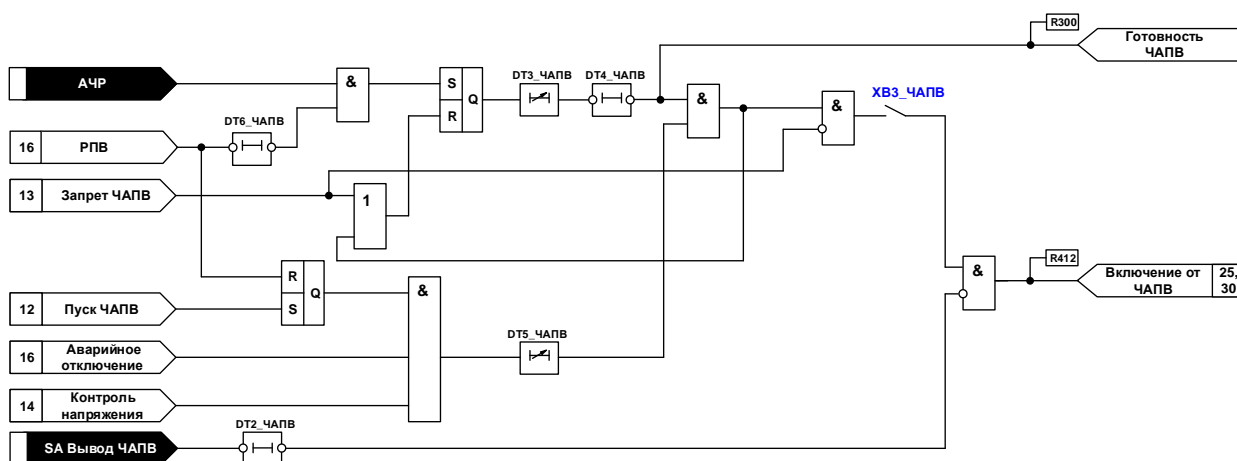 R300
Готовность
ЧАПВ
АЧР
&
S
R
Q
DT3_ЧАПВ
DT4_ЧАПВ
&
&
XB3_ЧАПВ
DT6_ЧАПВ
16
РПВ
13
Запрет ЧАПВ
1
R412
&
Включение от
ЧАПВ
25,
30
R
S
Q
&
12
Пуск ЧАПВ
DT5_ЧАПВ
16
Аварийное
отключение
14
Контроль
напряжения
DT2_ЧАПВ
SA Вывод ЧАПВ